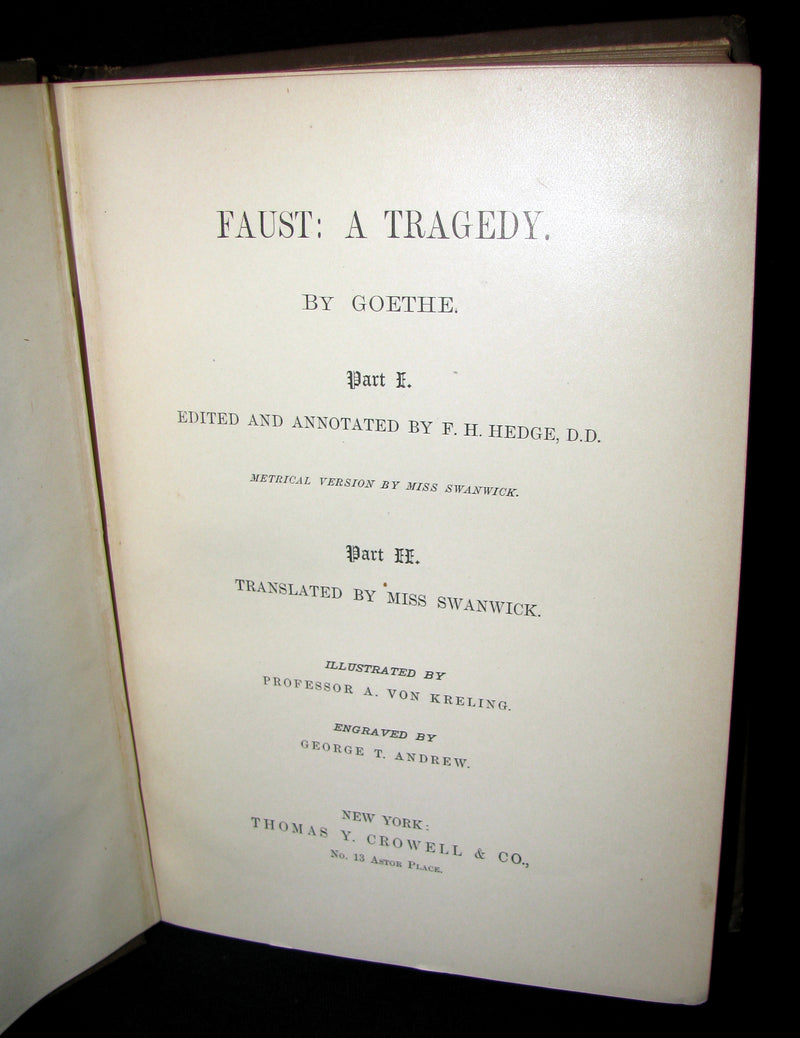 FAUST: A TRAGEDY.
BY GOETHE.
Part I.
EDITED AND ANNOTATED BY F. H. HEDGE, D.D.
METRICAL VERSION BY MISS SWANWICK.
Part II.
TRANSLATED BY MISS SWANWICK.
ILLUSTRATED BY
PROFESSOR A. VON KRELING.
ENGRAVED BY
GEORGE T. ANDREW.
NEW YORK:
THOMAS Y. CROWELL & CO.,
No. 13 Astor Place.